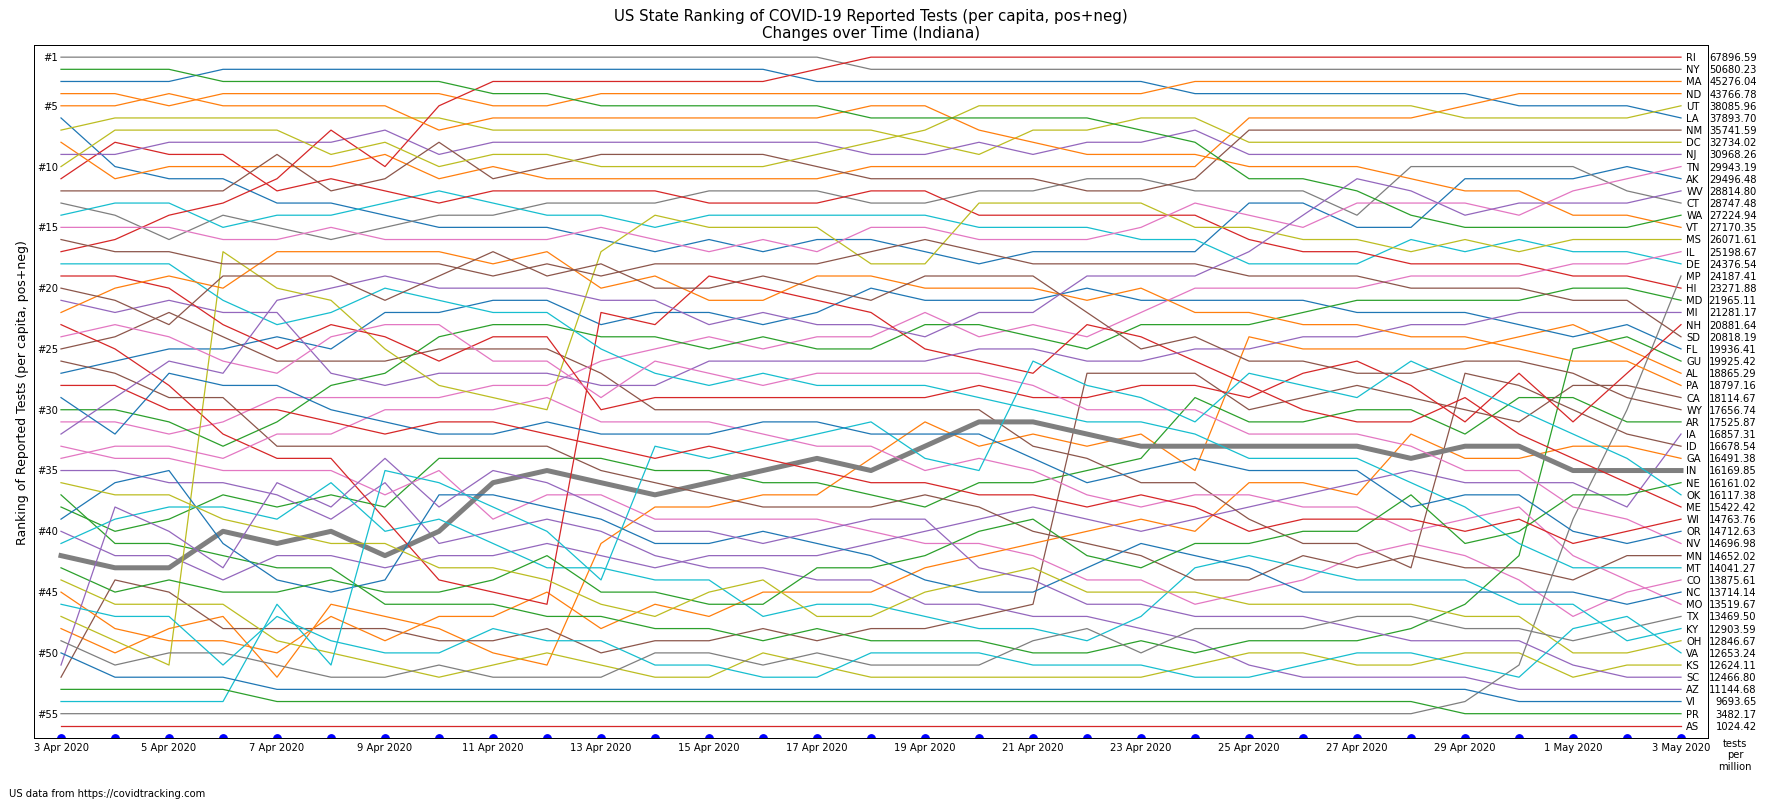 US State Ranking of COVID-19 Reported Tests (per capita, pos+neg)
Changes over Time (Indiana)
Ranking of Reported Tests (per capita, pos+neg)
#1
#5
#10
#15
#20
#25
#30
#35
#40
#45
#50
#55
RI 67896.59
NY 50680.23
MA 45276.04
ND 43766.78
UT 38085.96
LA 37893.70
NM 35741.59
DC 32734.02
NJ 30968.26
TN 29943.19
AK 29496.48
WV 28814.80
CT 28747.48
WA 27224.94
VT 27170.35
MS 26071.61
IL 25198.67
DE 24376.54
MP 24187.41
HI 23271.88
MD 21965.11
MI 21281.17
NH 20881.64
SD 20818.19
FL 19936.41
GU 19925.42
AL 18865.29
PA 18797.16
CA 18114.67
WY 17656.74
AR 17525.87
IA 16857.31
ID 16678.54
GA 16491.38
IN 16169.85
NE 16161.02
OK 16117.38
ME 15422.42
WI 14763.76
OR 14712.63
NV 14696.98
MN 14652.02
MT 14041.27
CO 13875.61
NC 13714.14
MO 13519.67
TX 13469.50
KY 12903.59
OH 12846.67
VA 12653.24
KS 12624.11
SC 12466.80
AZ 11144.68
VI 9693.65
PR 3482.17
AS 1024.42
3 Apr 2020 5 Apr 2020 7 Apr 2020 9 Apr 2020 11 Apr 2020 13 Apr 2020 15 Apr 2020 17 Apr 2020 19 Apr 2020 21 Apr 2020 23 Apr 2020 25 Apr 2020 27 Apr 2020 29 Apr 2020 1 May 2020 3 May 2020
tests
per
million
US data from https://covidtracking.com